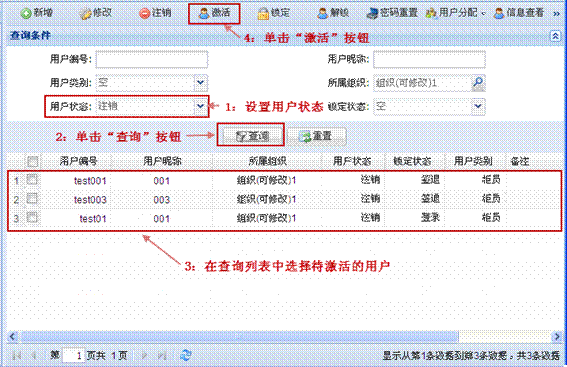 新增 修改 注销 激活 锁定 解锁 密码重置 用户分配 信息查看 »
查询条件 4：单击“激活”按钮
用户编号: 用户昵称:
用户类别: 空 所属组织: 组织(可修改)1
用户状态: 注销 1：设置用户状态 锁定状态: 空
2：单击“查询”按钮 查询 重置
用户编号 用户昵称 所属组织 用户状态 锁定状态 用户类别 备注
1 test001 001 组织(可修改)1 注销 签退 柜员
2 test003 003 组织(可修改)1 注销 签退 柜员
3 test01 001 组织(可修改)1 注销 登录 柜员
3：在查询列表中选择待激活的用户
第 1 页共 1 页 显示从第1条数据到第3条数据，共3条数据